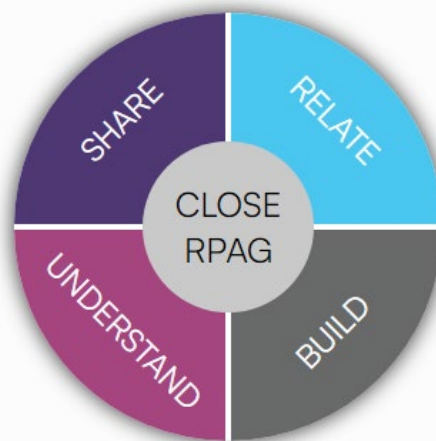 SHARE
RELATE
CLOSE
RPAG
UNDERSTAND
BUILD